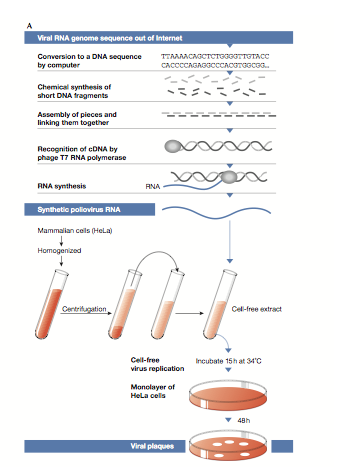 A
Viral RNA genome sequence out of Internet
Conversion to a DNA sequence
by computer
TTAAAACAGCTCTGGGGTTGTACC
CACCCCAGAGGCCCACGTGGCGG...
Chemical synthesis of
short DNA fragments
Assembly of pieces and
linking them together
Recognition of cDNA by
phage T7 RNA polymerase
RNA synthesis
RNA
Synthetic poliovirus RNA
Mammalian cells (HeLa)
Homogenized
Centrifugation
Cell-free extract
Cell-free
virus replication
Incubate 15h at 34°C
Monolayer of
HeLa cells
48h
Viral plaques